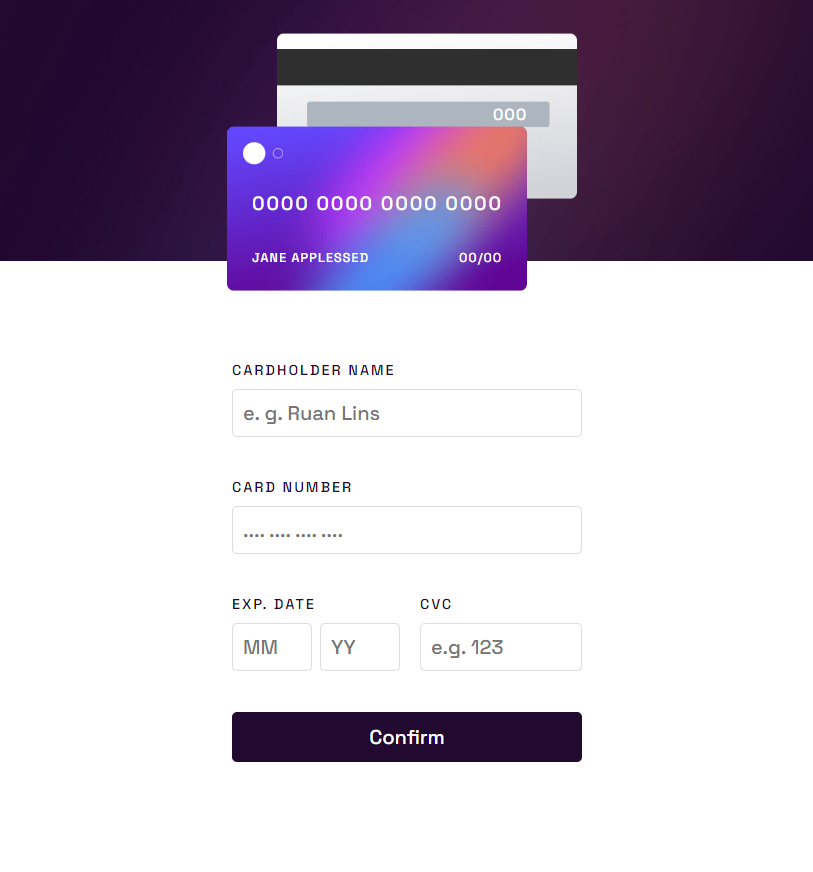 000
0000 0000 0000 0000
JANE APPLESSED 00/00
CARDHOLDER NAME
e. g. Ruan Lins
CARD NUMBER
.... .... .... ....
EXP. DATE CVC
MM YY e.g. 123
Confirm